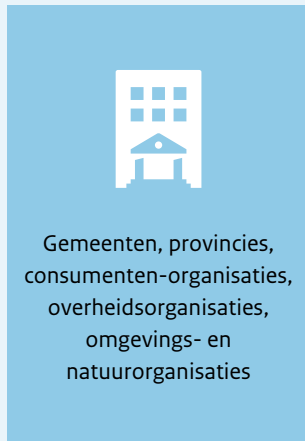 Gemeenten, provincies,
consumenten-organisaties,
overheidsorganisaties,
omgevings- en
natuurorganisaties